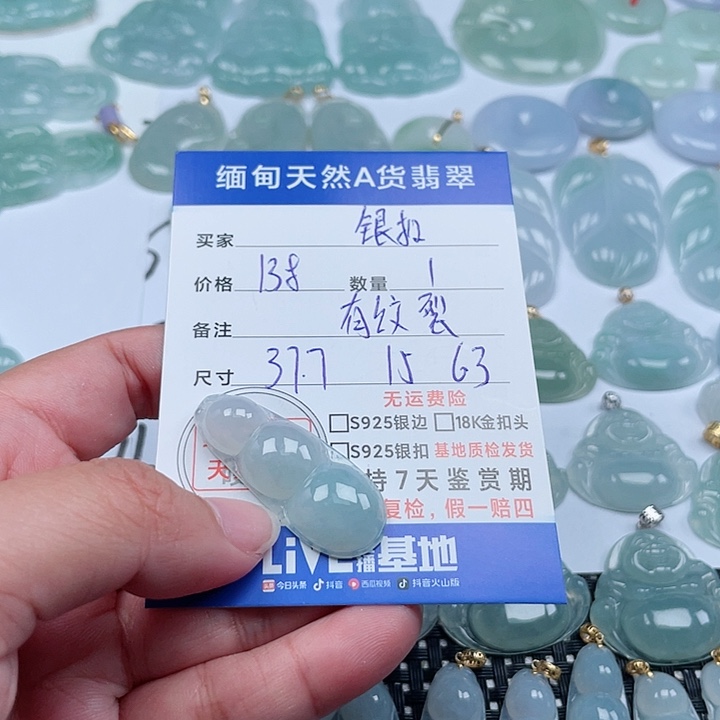 缅甸天然A货翡翠
买家 银扣
价格 138 数量 1
备注 有纹裂
尺寸 37.7 15 63
无运费险
S925银边 18K金扣头
S925银扣 基地质检发货
天 持7天鉴赏期
复检，假一赔四
LiVE 播基地
今日头条 抖音 西瓜视频 抖音火山版